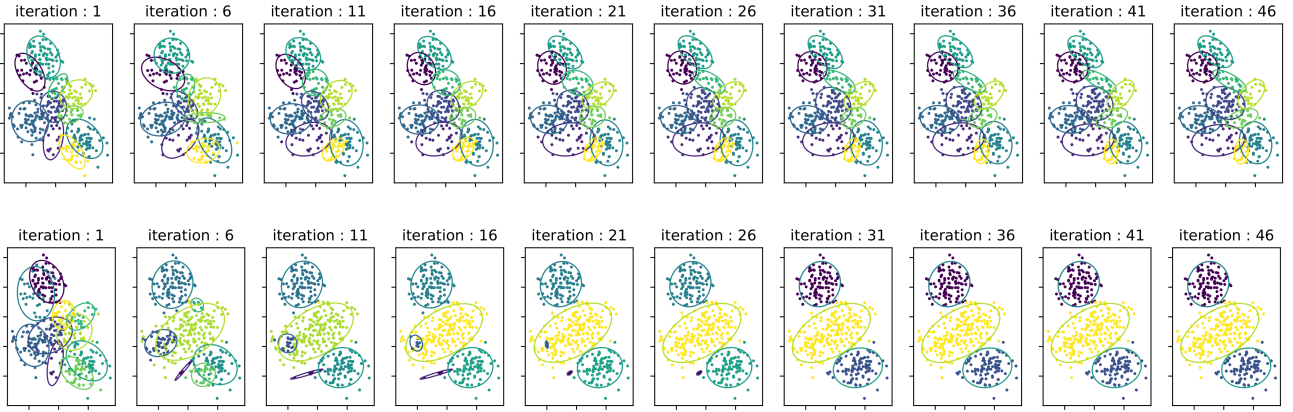 iteration : 1
iteration : 6
iteration : 11
iteration : 16
iteration : 21
iteration : 26
iteration : 31
iteration : 36
iteration : 41
iteration : 46
iteration : 1
iteration : 6
iteration : 11
iteration : 16
iteration : 21
iteration : 26
iteration : 31
iteration : 36
iteration : 41
iteration : 46